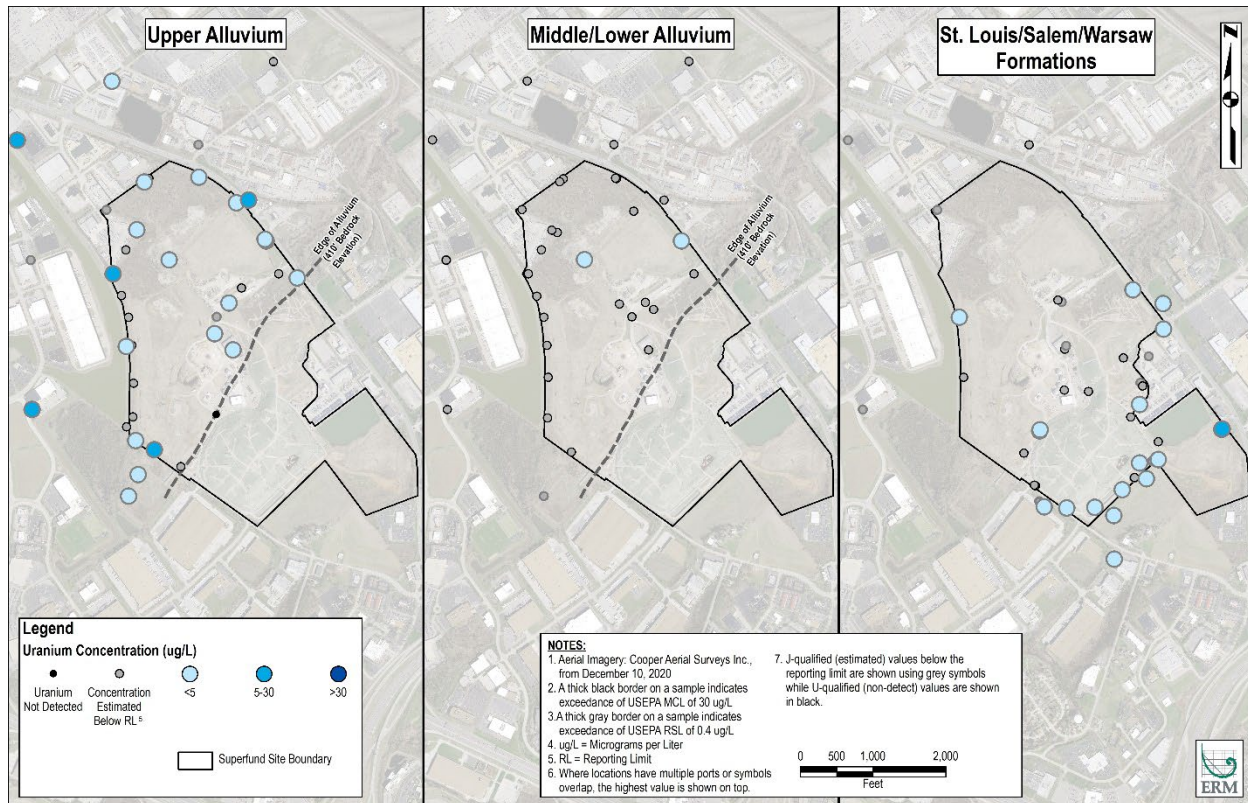 Upper Alluvium
Edge of Alluvium
(410' Bedrock
Elevation)
Middle/Lower Alluvium
Edge of Alluvium
(410' Bedrock
Elevation)
St. Louis/Salem/Warsaw
Formations
Z
Legend
Uranium Concentration (ug/L)
Uranium
Not Detected
Concentration
Estimated
Below RL 5
<5
5-30
>30
Superfund Site Boundary
NOTES:
1. Aerial Imagery: Cooper Aerial Surveys Inc.,
from December 10, 2020
2. A thick black border on a sample indicates
exceedance of USEPA MCL of 30 ug/L
3.A thick gray border on a sample indicates
exceedance of USEPA RSL of 0.4 ug/L
4. ug/L = Micrograms per Liter
5. RL = Reporting Limit
6. Where locations have multiple ports or symbols
overlap, the highest value is shown on top.
7. J-qualified (estimated) values below the
reporting limit are shown using grey symbols
while U-qualified (non-detect) values are shown
in black.
0 500 1,000 2,000
Feet
ERM